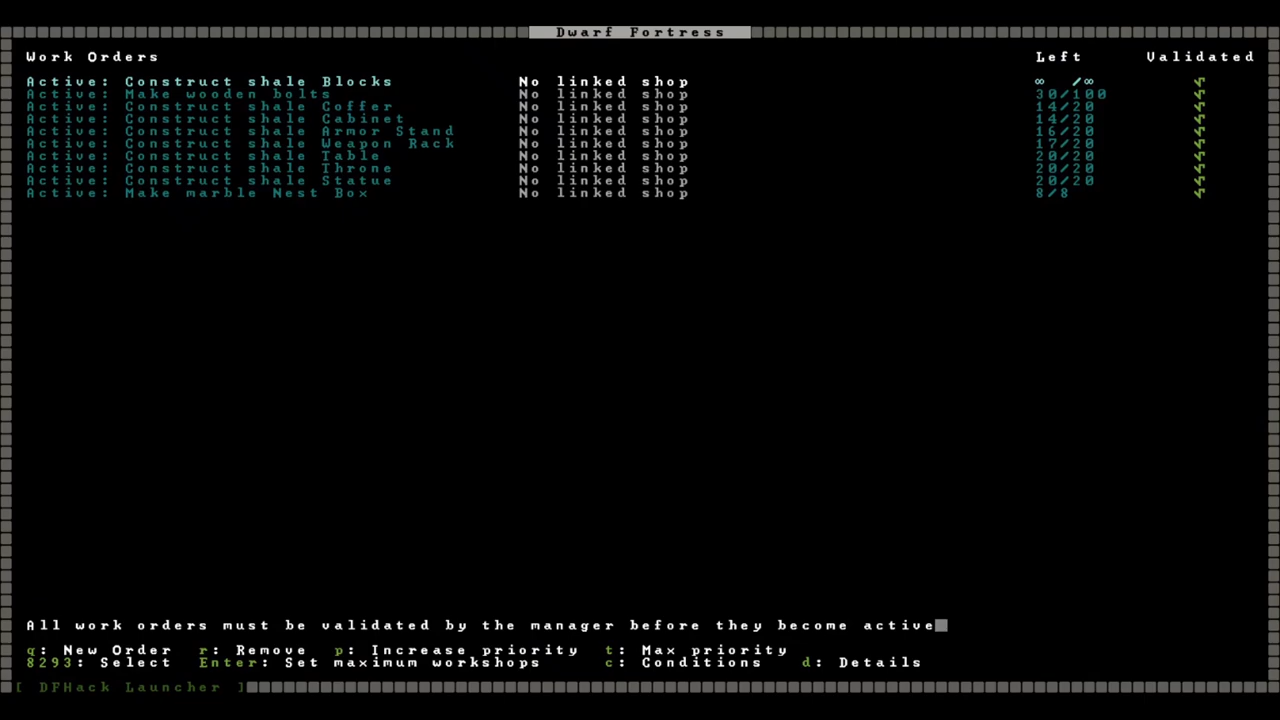 Dwarf Fortress
Work Orders Left Validated
Active: Construct shale Blocks No linked shop ∞ /∞
Active: Make wooden bolts No linked shop 30/100
Active: Construct shale Coffer No linked shop 14/20
Active: Construct shale Cabinet No linked shop 14/20
Active: Construct shale Armor Stand No linked shop 16/20
Active: Construct shale Weapon Rack No linked shop 17/20
Active: Construct shale Table No linked shop 20/20
Active: Construct shale Throne No linked shop 20/20
Active: Construct shale Statue No linked shop 20/20
Active: Make marble Nest Box No linked shop 8/8
All work orders must be validated by the manager before they become active
q: New Order r: Remove p: Increase priority t: Max priority
8293: Select Enter: Set maximum workshops c: Conditions d: Details
[ DFHack Launcher ]